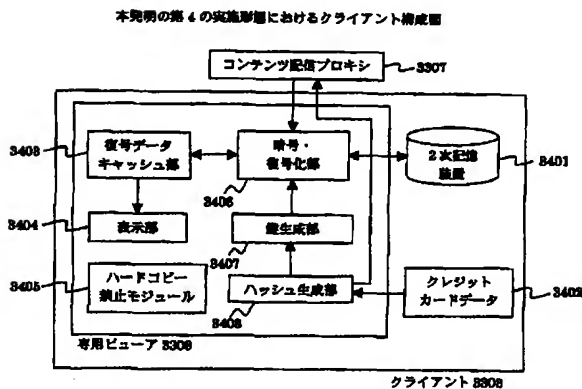 本発明の第4の実施形態におけるクライアント構成図
コンテンツ配信プロキシ
3307
3403
復号データ
キャッシュ部
暗号・
復号化部
3406
2次記憶
装置
3401
3404
表示部
鍵生成部
3407
3405
ハードコピー
禁止モジュール
ハッシュ生成部
3408
クレジット
カードデータ
3402
専用ビューア 3309
クライアント 3308